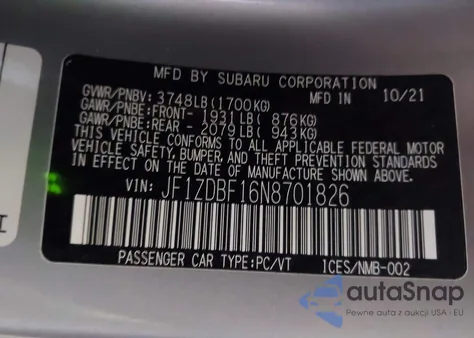 MFD BY SUBARU CORPORATION
GVWR/PNBV: 3748LB(1700KG) MFD IN 10/21
GAWR/PNBE:FRONT- 1931LB( 876KG)
GAWR/PNBE:REAR - 2079LB( 943KG)
THIS VEHICLE CONFORMS TO ALL APPLICABLE FEDERAL MOTOR
VEHICLE SAFETY, BUMPER, AND THEFT PREVENTION STANDARDS
IN EFFECT ON THE DATE OF MANUFACTURE SHOWN ABOVE.
VIN: JF1ZDBF16N8701826
PASSENGER CAR TYPE:PC/VT 1CES/NMB-002
autoSnap
Pewne auta z aukcji USA i EU